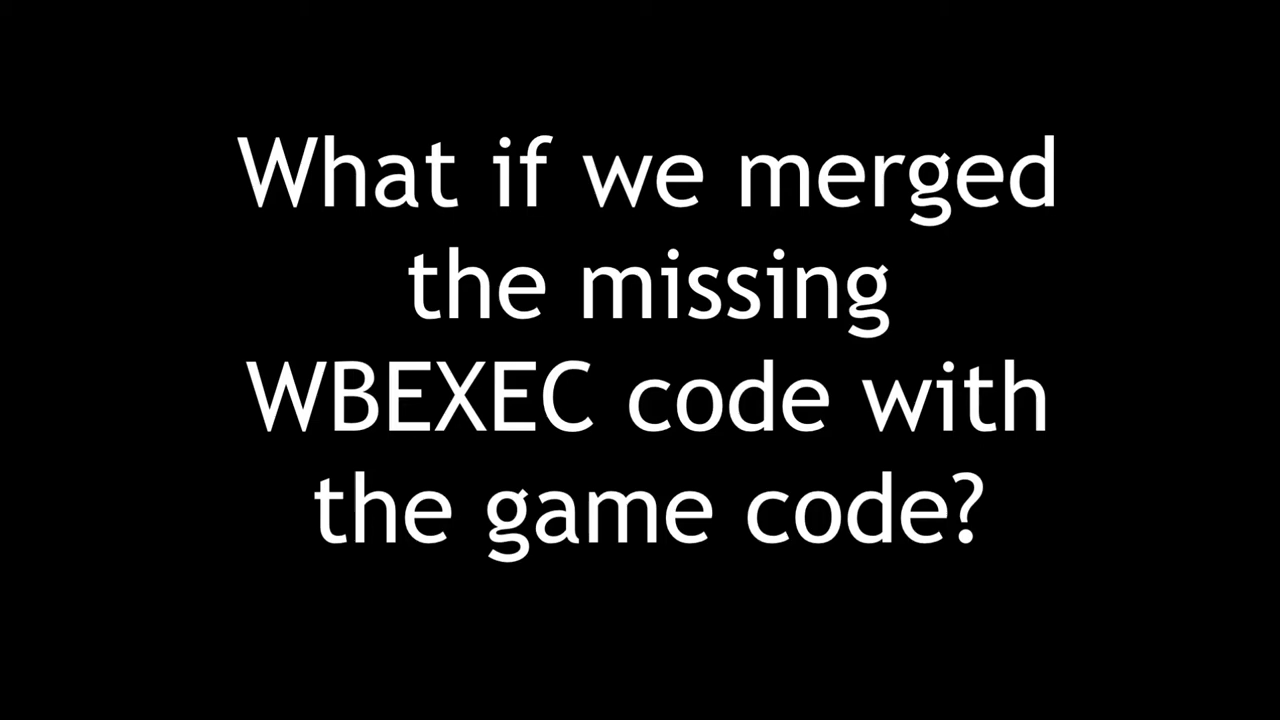 What if we merged
the missing
WBEXEC code with
the game code?